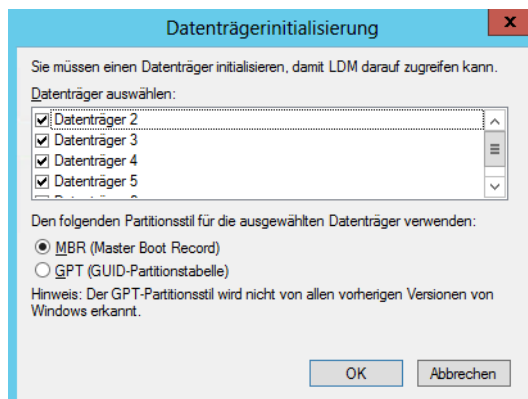 Datenträgerinitialisierung
x
Sie müssen einen Datenträger initialisieren, damit LDM darauf zugreifen kann.
Datenträger auswählen:
Datenträger 2
Datenträger 3
Datenträger 4
Datenträger 5
Den folgenden Partitionsstil für die ausgewählten Datenträger verwenden:
MBR (Master Boot Record)
GPT (GUID-Partitionstabelle)
Hinweis: Der GPT-Partitionsstil wird nicht von allen vorherigen Versionen von
Windows erkannt.
OK Abbrechen